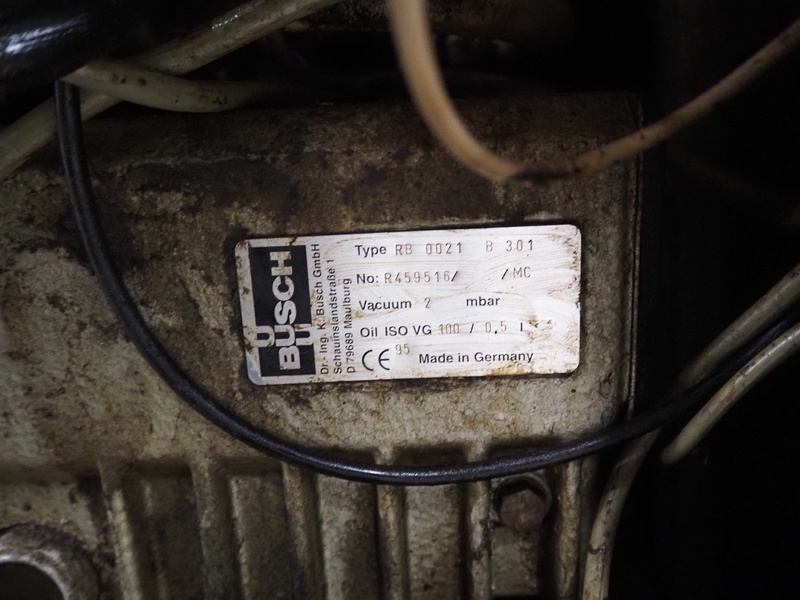 BUSCH
Dr.-Ing. K. Busch GmbH
Schauinslandstraße 1
D 79689 Maulburg
Type RB 0021 B 301
No: R459516/ /MC
Vacuum 2 mbar
Oil ISO VG 100 / 0,5 l
CE 95 Made in Germany